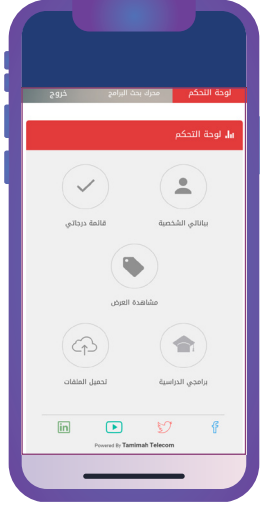 لوحة التحكم محرك بحث البرامج خروج
لوحة التحكم
بياناتي الشخصية قائمة درجاتي
مشاهدة العرض
برامجي الدراسية تحميل الملفات
Powered By Tamimah Telecom